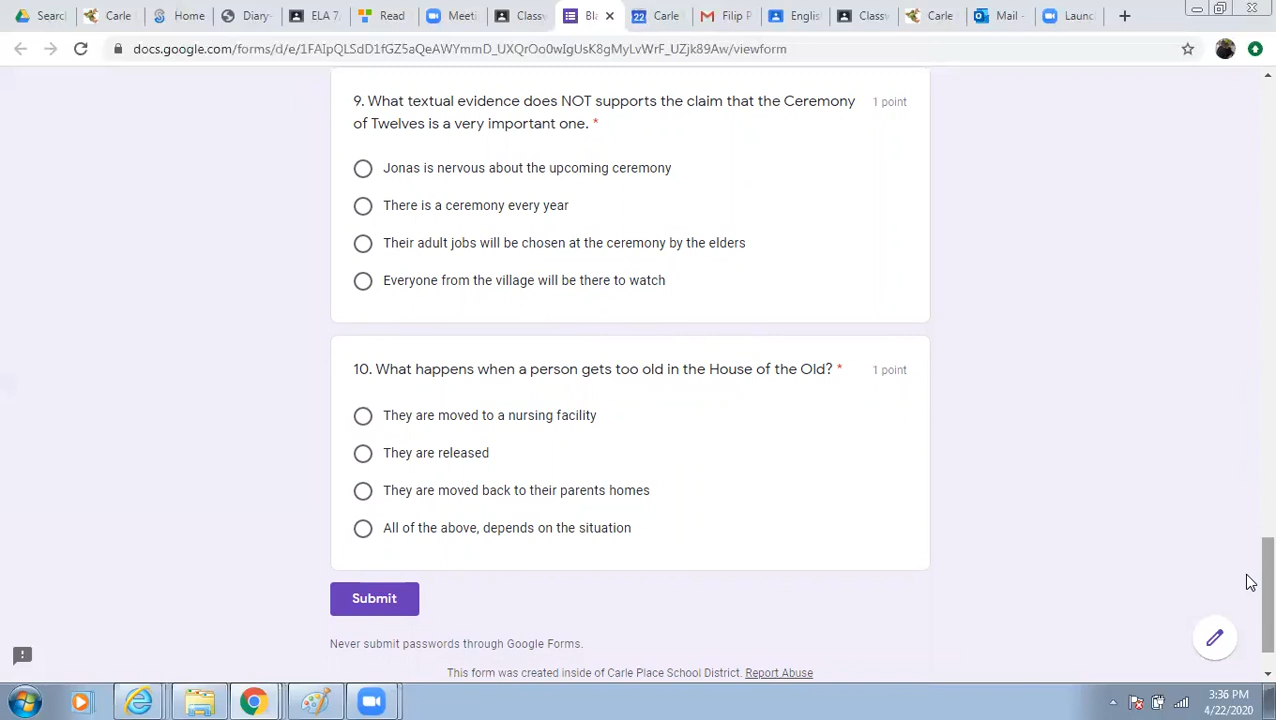 Searc
Carle
Home
Diary-
ELA 7
Read
Meeti
Classv
Bla
Carle
Filip P
Englis
Classv
Carle
Mail -
Launc
docs.google.com/forms/d/e/1FAIpQLSdD1fGZ5aQeAWYmmD_UXQrOo0wIgUsK8gMyLvWrF_UZjk89Aw/viewform
9. What textual evidence does NOT supports the claim that the Ceremony
of Twelves is a very important one. *
1 point
Jonas is nervous about the upcoming ceremony
There is a ceremony every year
Their adult jobs will be chosen at the ceremony by the elders
Everyone from the village will be there to watch
10. What happens when a person gets too old in the House of the Old? *
1 point
They are moved to a nursing facility
They are released
They are moved back to their parents homes
All of the above, depends on the situation
Submit
Never submit passwords through Google Forms.
This form was created inside of Carle Place School District. Report Abuse
3:36 PM
4/22/2020